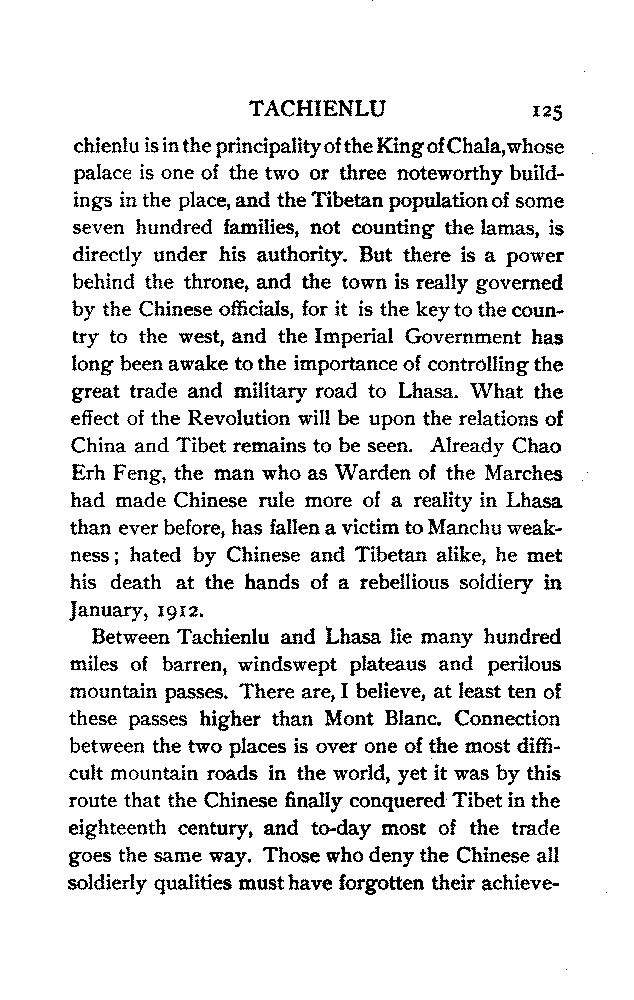 TACHIENLU 125
chienlu is in the principality of the King of Chala, whose
palace is one of the two or three noteworthy build-
ings in the place, and the Tibetan population of some
seven hundred families, not counting the lamas, is
directly under his authority. But there is a power
behind the throne, and the town is really governed
by the Chinese officials, for it is the key to the coun-
try to the west, and the Imperial Government has
long been awake to the importance of controlling the
great trade and military road to Lhasa. What the
effect of the Revolution will be upon the relations of
China and Tibet remains to be seen. Already Chao
Erh Feng, the man who as Warden of the Marches
had made Chinese rule more of a reality in Lhasa
than ever before, has fallen a victim to Manchu weak-
ness; hated by Chinese and Tibetan alike, he met
his death at the hands of a rebellious soldiery in
January, 1912.
Between Tachienlu and Lhasa lie many hundred
miles of barren, windswept plateaus and perilous
mountain passes. There are, I believe, at least ten of
these passes higher than Mont Blanc. Connection
between the two places is over one of the most diffi-
cult mountain roads in the world, yet it was by this
route that the Chinese finally conquered Tibet in the
eighteenth century, and to-day most of the trade
goes the same way. Those who deny the Chinese all
soldierly qualities must have forgotten their achieve-